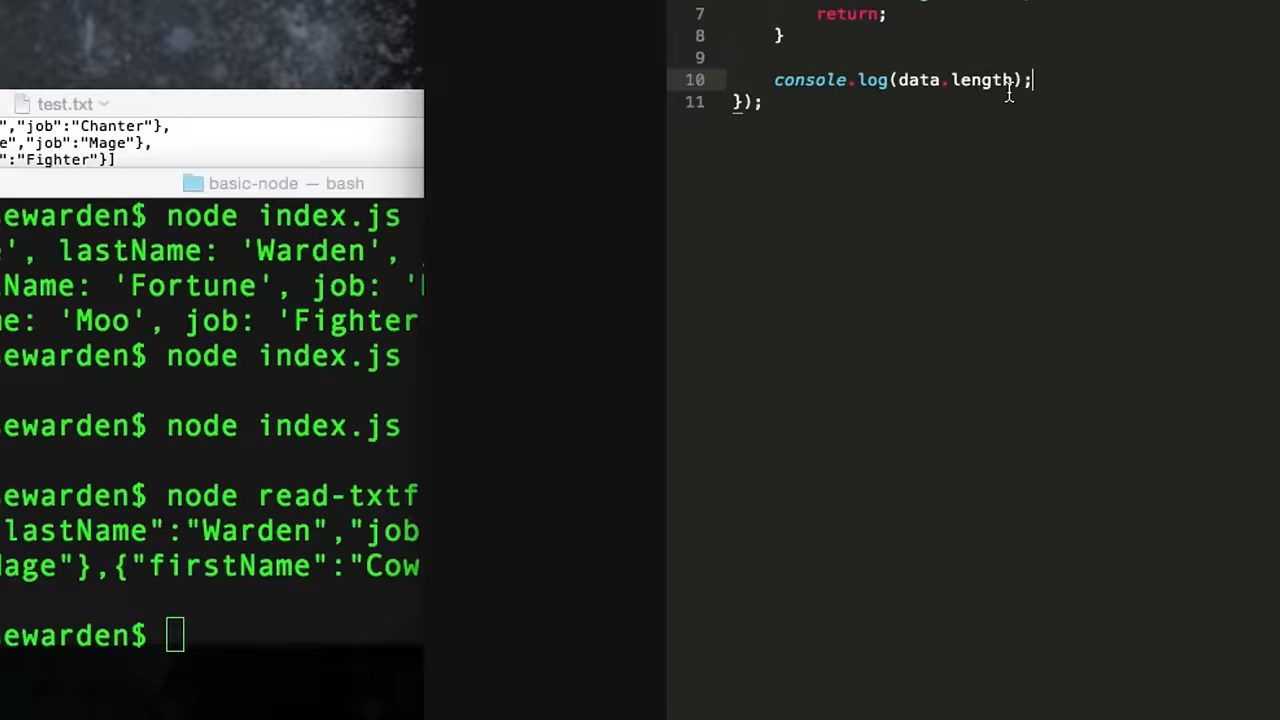 test.txt
","job":"Chanter"},
e","job":"Mage"},
":"Fighter"}]
basic-node — bash
ewarden$ node index.js
', lastName: 'Warden',
Name: 'Fortune', job: '
e: 'Moo', job: 'Fighter
ewarden$ node index.js
ewarden$ node index.js
ewarden$ node read-txtf
lastName":"Warden","job
age"},{"firstName":"Cow
ewarden$
7 return;
8 }
9
10 console.log(data.length);
11 });